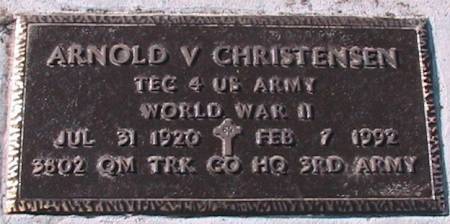 ARNOLD V CHRISTENSEN
TEC 4 US ARMY
WORLD WAR II
JUL 31 1920 FEB 7 1992
3802 QM TRK CO HQ 3RD ARMY